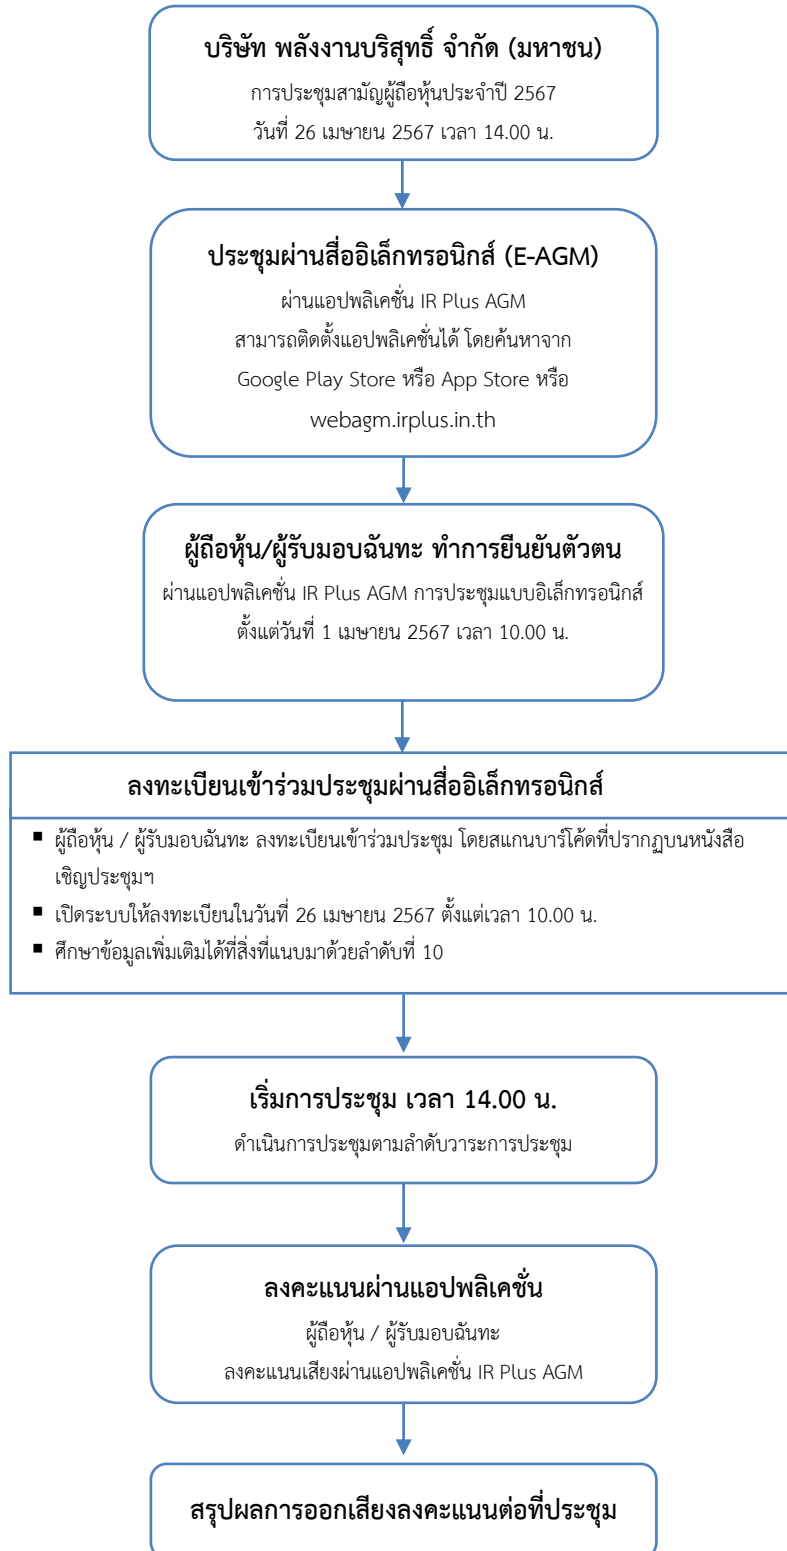 บริษัท พลังงานบริสุทธิ์ จำกัด (มหาชน)
การประชุมสามัญผู้ถือหุ้นประจำปี 2567
วันที่ 26 เมษายน 2567 เวลา 14.00 น.
ประชุมผ่านสื่ออิเล็กทรอนิกส์ (E-AGM)
ผ่านแอปพลิเคชั่น IR Plus AGM
สามารถติดตั้งแอปพลิเคชั่นได้ โดยค้นหาจาก
Google Play Store หรือ App Store หรือ
webagm.irplus.in.th
ผู้ถือหุ้น/ผู้รับมอบฉันทะ ทำการยืนยันตัวตน
ผ่านแอปพลิเคชั่น IR Plus AGM การประชุมแบบอิเล็กทรอนิกส์
ตั้งแต่วันที่ 1 เมษายน 2567 เวลา 10.00 น.
ลงทะเบียนเข้าร่วมประชุมผ่านสื่ออิเล็กทรอนิกส์
▪ ผู้ถือหุ้น / ผู้รับมอบฉันทะ ลงทะเบียนเข้าร่วมประชุม โดยสแกนบาร์โค้ดที่ปรากฏบนหนังสือ
เชิญประชุมฯ
▪ เปิดระบบให้ลงทะเบียนในวันที่ 26 เมษายน 2567 ตั้งแต่เวลา 10.00 น.
▪ ศึกษาข้อมูลเพิ่มเติมได้ที่สิ่งที่แนบมาด้วยลำดับที่ 10
เริ่มการประชุม เวลา 14.00 น.
ดำเนินการประชุมตามลำดับวาระการประชุม
ลงคะแนนผ่านแอปพลิเคชั่น
ผู้ถือหุ้น / ผู้รับมอบฉันทะ
ลงคะแนนเสียงผ่านแอปพลิเคชั่น IR Plus AGM
สรุปผลการออกเสียงลงคะแนนต่อที่ประชุม